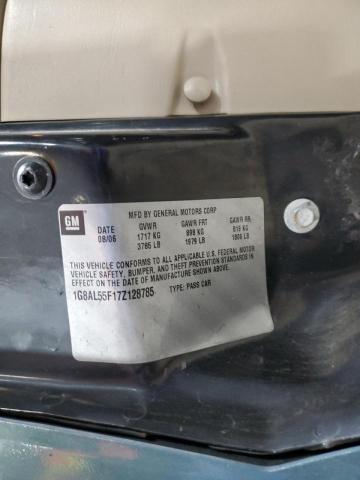 GM
MFD BY GENERAL MOTORS CORP
DATE GVWR GAWR FRT GAWR RR
08/06 1717 KG 898 KG 819 KG
3785 LB 1979 LB 1806 LB
THIS VEHICLE CONFORMS TO ALL APPLICABLE U.S. FEDERAL MOTOR
VEHICLE SAFETY, BUMPER, AND THEFT PREVENTION STANDARDS IN
EFFECT ON THE DATE OF MANUFACTURE SHOWN ABOVE.
1G8AL55F17Z128785 TYPE: PASS CAR